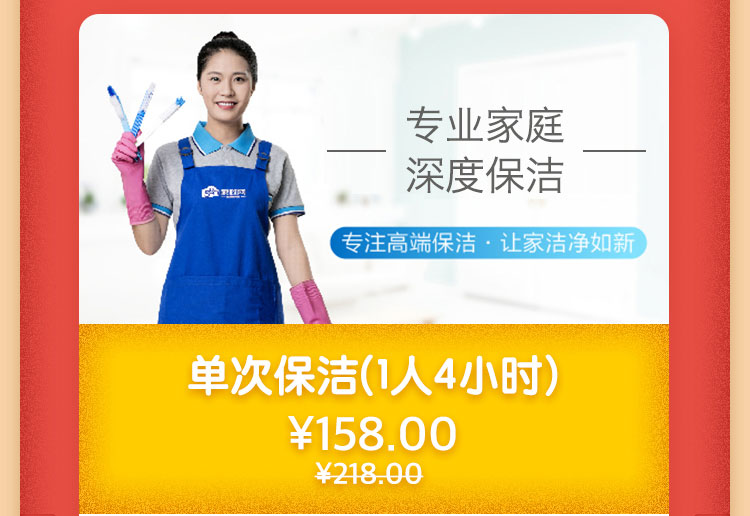 专业家庭
深度保洁
专注高端保洁 · 让家洁净如新
单次保洁(1人4小时)
¥158.00
¥218.00